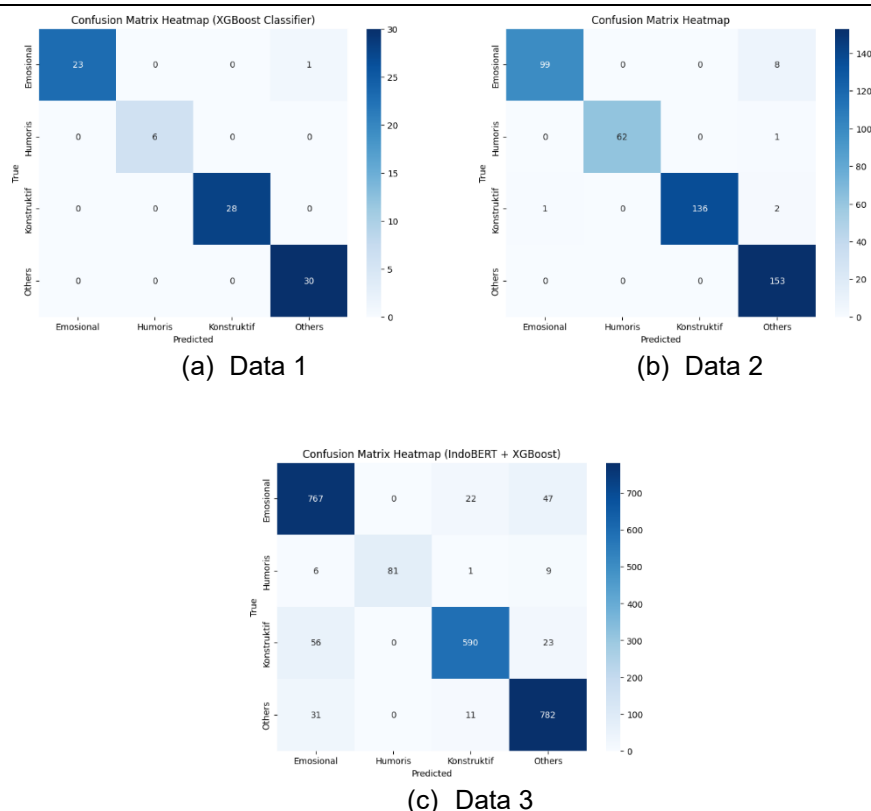 Confusion Matrix Heatmap (XGBoost Classifier)
True
Emosional
Humoris
Konstruktif
Others
23 0 0 1
0 6 0 0
0 0 28 0
0 0 0 30
Emosional Humoris Konstruktif Others
Predicted
30
25
20
15
10
5
0
(a) Data 1
Confusion Matrix Heatmap
True
Emosional
Humoris
Konstruktif
Others
99 0 0 8
0 62 0 1
1 0 136 2
0 0 0 153
Emosional Humoris Konstruktif Others
Predicted
140
120
100
80
60
40
20
0
(b) Data 2
Confusion Matrix Heatmap (IndoBERT + XGBoost)
True
Emosional
Humoris
Konstruktif
Others
767 0 22 47
6 81 1 9
56 0 590 23
31 0 11 782
Emosional Humoris Konstruktif Others
Predicted
700
600
500
400
300
200
100
0
(c) Data 3